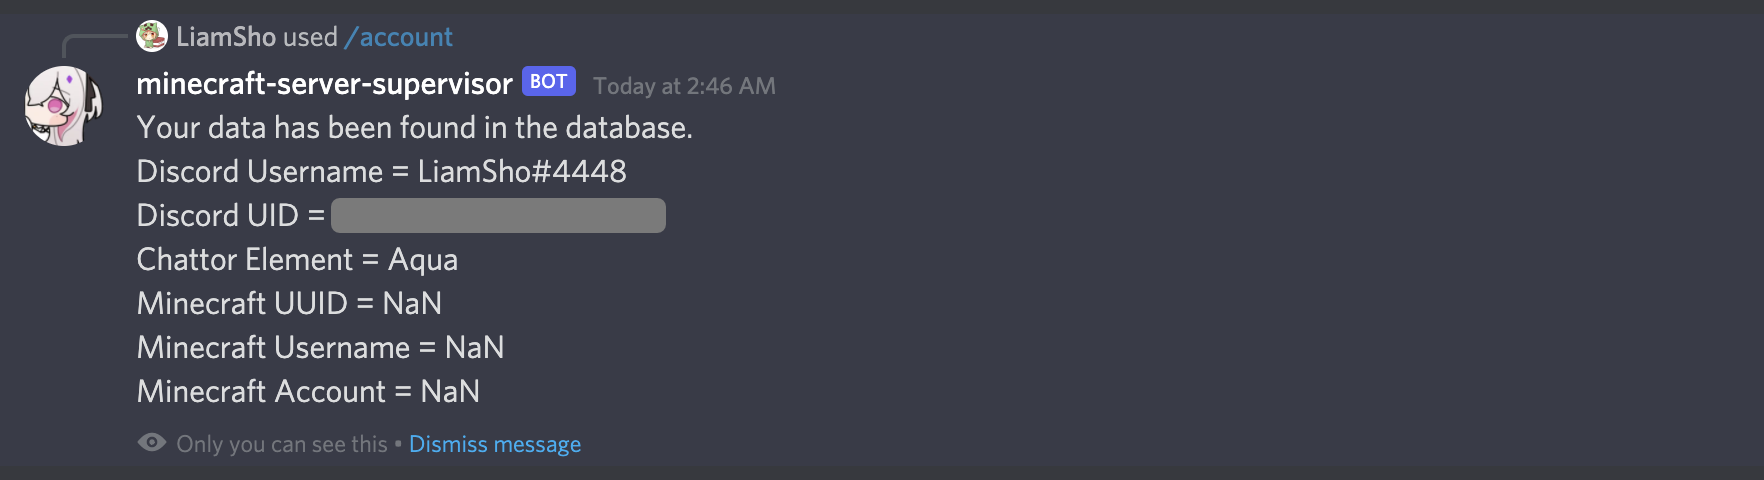 LiamSho used /account
minecraft-server-supervisor BOT Today at 2:46 AM
Your data has been found in the database.
Discord Username = LiamSho#4448
Discord UID =
Chattor Element = Aqua
Minecraft UUID = NaN
Minecraft Username = NaN
Minecraft Account = NaN
Only you can see this • Dismiss message